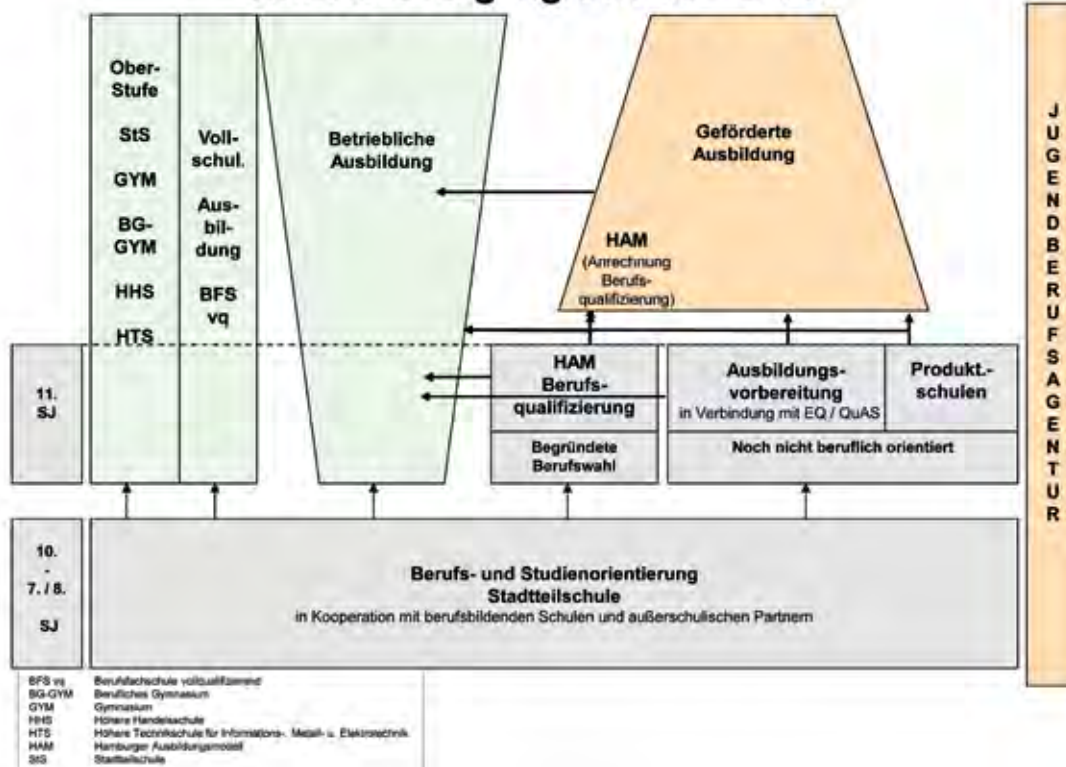 Ober-
Stufe
StS
GYM
BG-
GYM
HHS
HTS
Voll-
schul.
Aus-
bil-
dung
BFS
vq
Betriebliche
Ausbildung
Geförderte
Ausbildung
HAM
(Anrechnung
Berufs-
qualifizierung)
11.
SJ
HAM
Berufs-
qualifizierung
Begründete
Berufswahl
Ausbildungs-
vorbereitung
in Verbindung mit EQ / QuAS
Produkt.-
schulen
Noch nicht beruflich orientiert
10.
-
7. / 8.
SJ
Berufs- und Studienorientierung
Stadtteilschule
in Kooperation mit berufsbildenden Schulen und außerschulischen Partnern
JUGENDBERUFSAGENTUR
BFS vq Berufsfachschule vollqualifizierend
BG-GYM Berufliches Gymnasium
GYM Gymnasium
HHS Höhere Handelsschule
HTS Höhere Technikschule für Informations-, Metall- u. Elektrotechnik
HAM Hamburger Ausbildungsmodell
StS Stadtteilschule